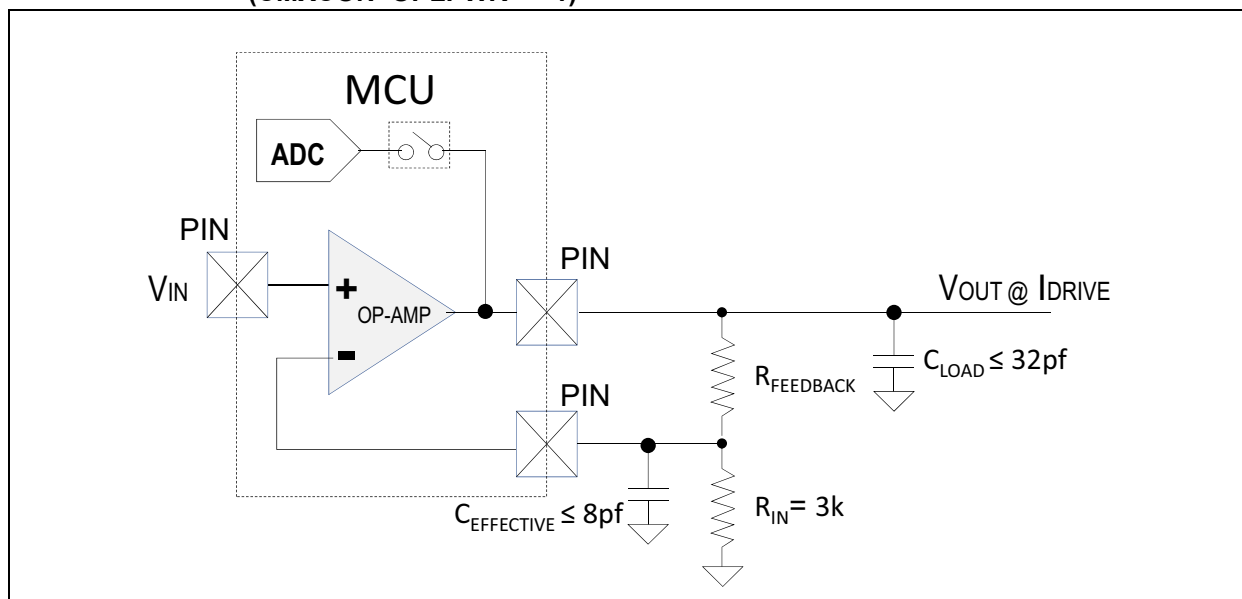 MCU
ADC
PIN
VIN
+
OP-AMP
-
PIN
VOUT @ IDRIVE
RFEEDBACK
CLOAD ≤ 32pf
PIN
CEFFECTIVE ≤ 8pf
RIN = 3k